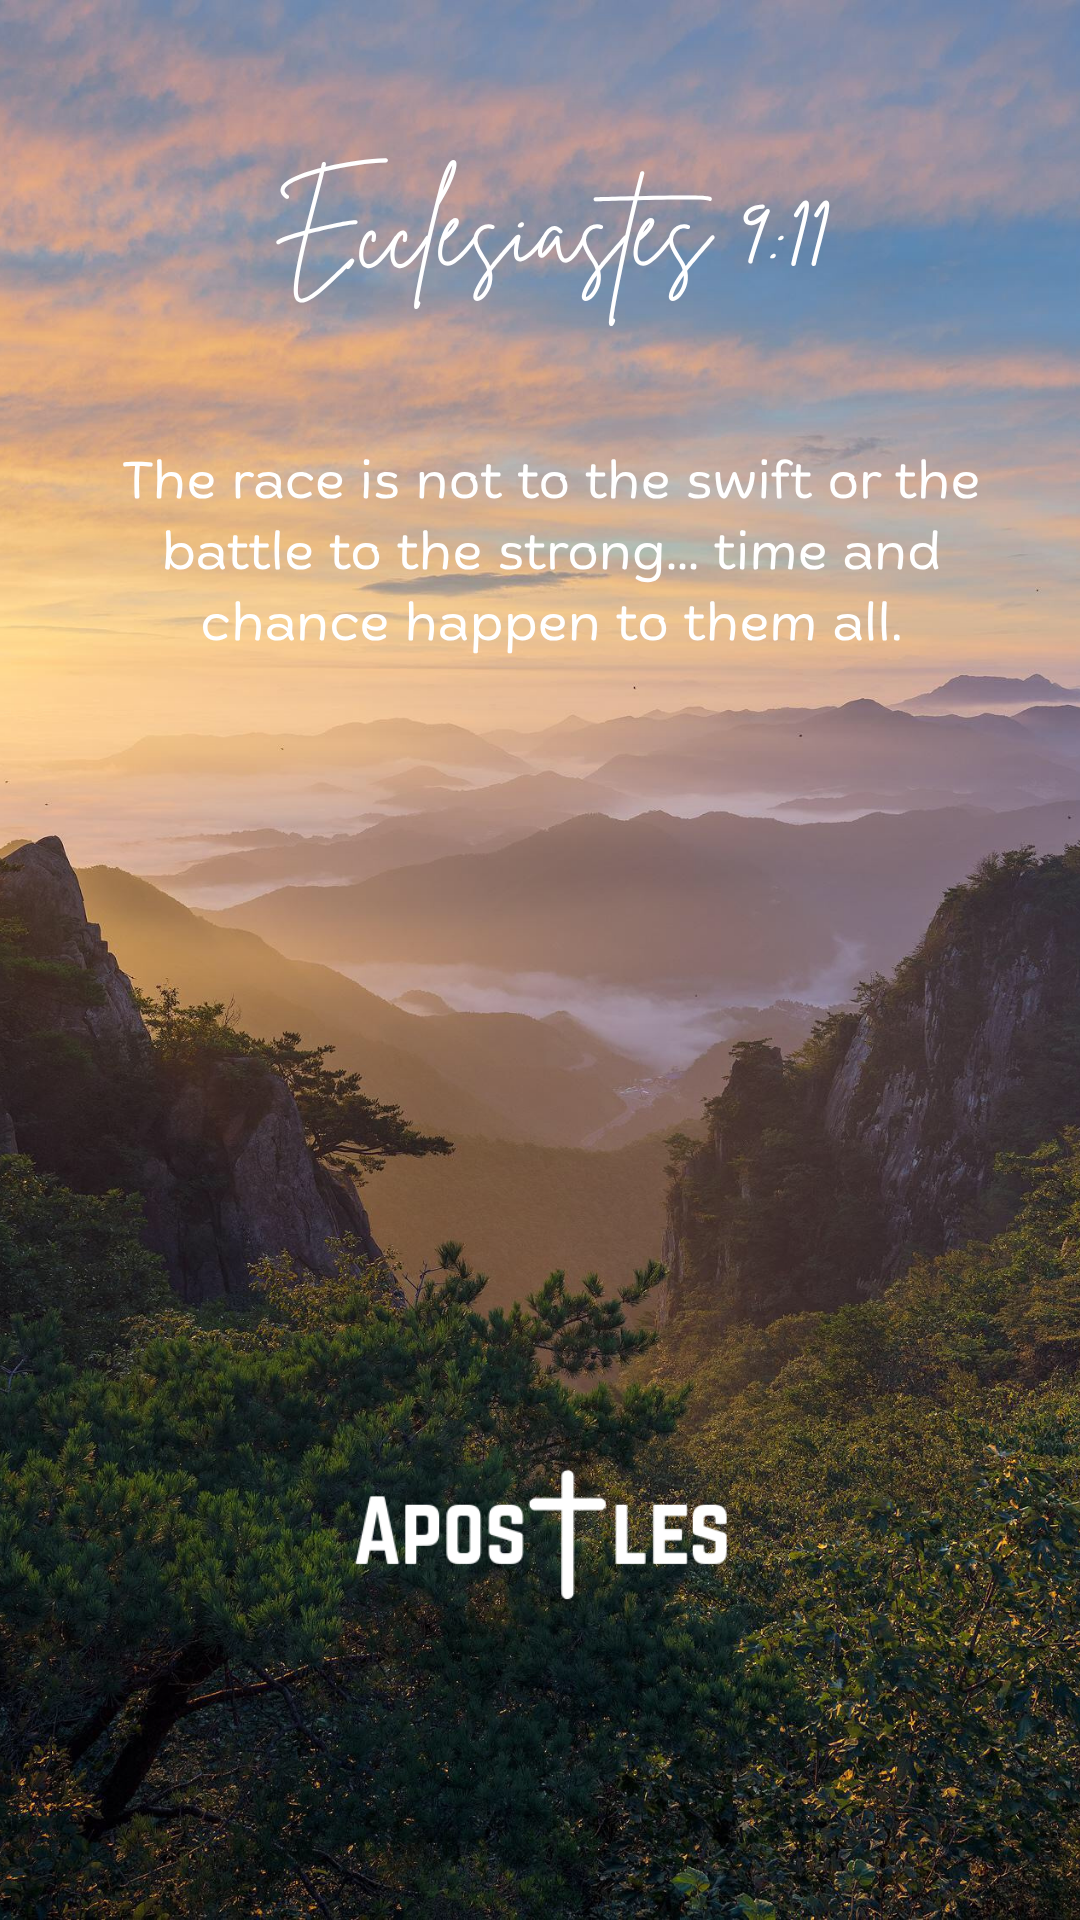 Ecclesiastes 9:11
The race is not to the swift or the
battle to the strong... time and
chance happen to them all.
APOSTLES